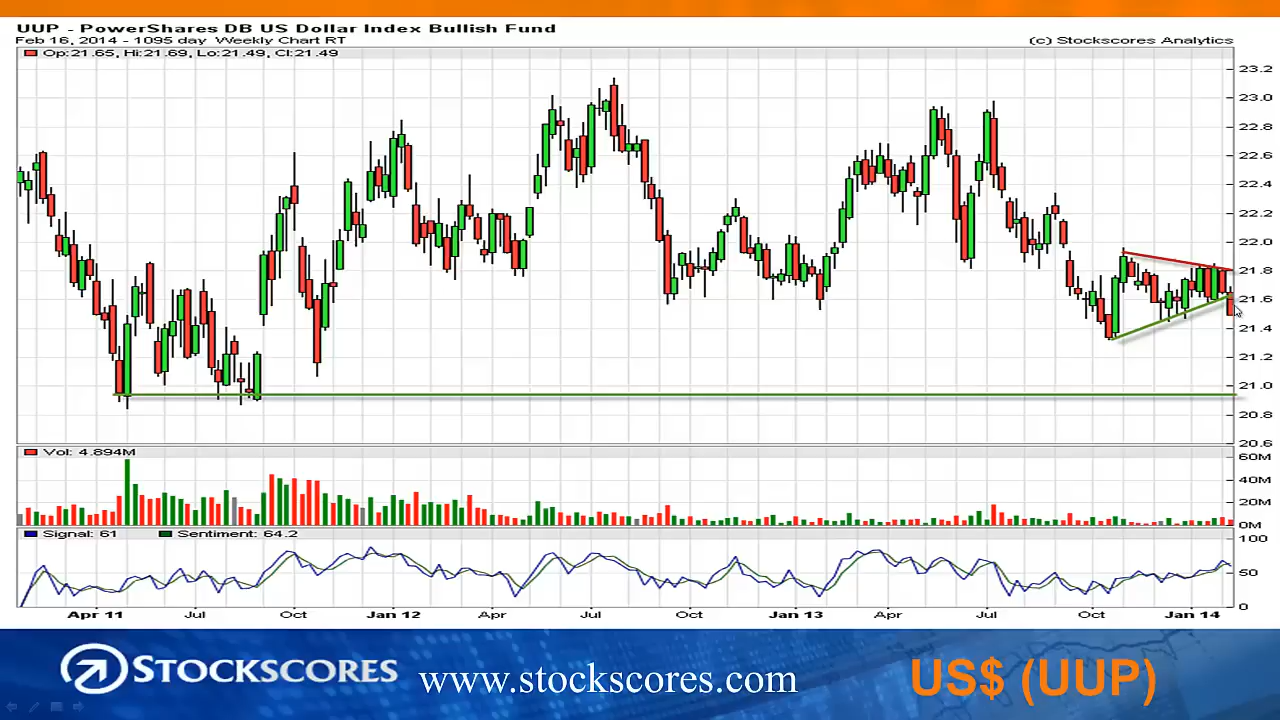 UUP - PowerShares DB US Dollar Index Bullish Fund
Feb 16, 2014 - 1095 day Weekly Chart RT
(c) Stockscores Analytics
Op:21.65, Hi:21.69, Lo:21.49, Cl:21.49
23.2
23.0
22.8
22.6
22.4
22.2
22.0
21.8
21.6
21.4
21.2
21.0
20.8
20.6
Vol: 4.894M
60M
40M
20M
0M
Signal: 61 Sentiment: 64.2
100
50
0
Apr 11 Jul Oct Jan 12 Apr Jul Oct Jan 13 Apr Jul Oct Jan 14
STOCKSCORES www.stockscores.com US$ (UUP)